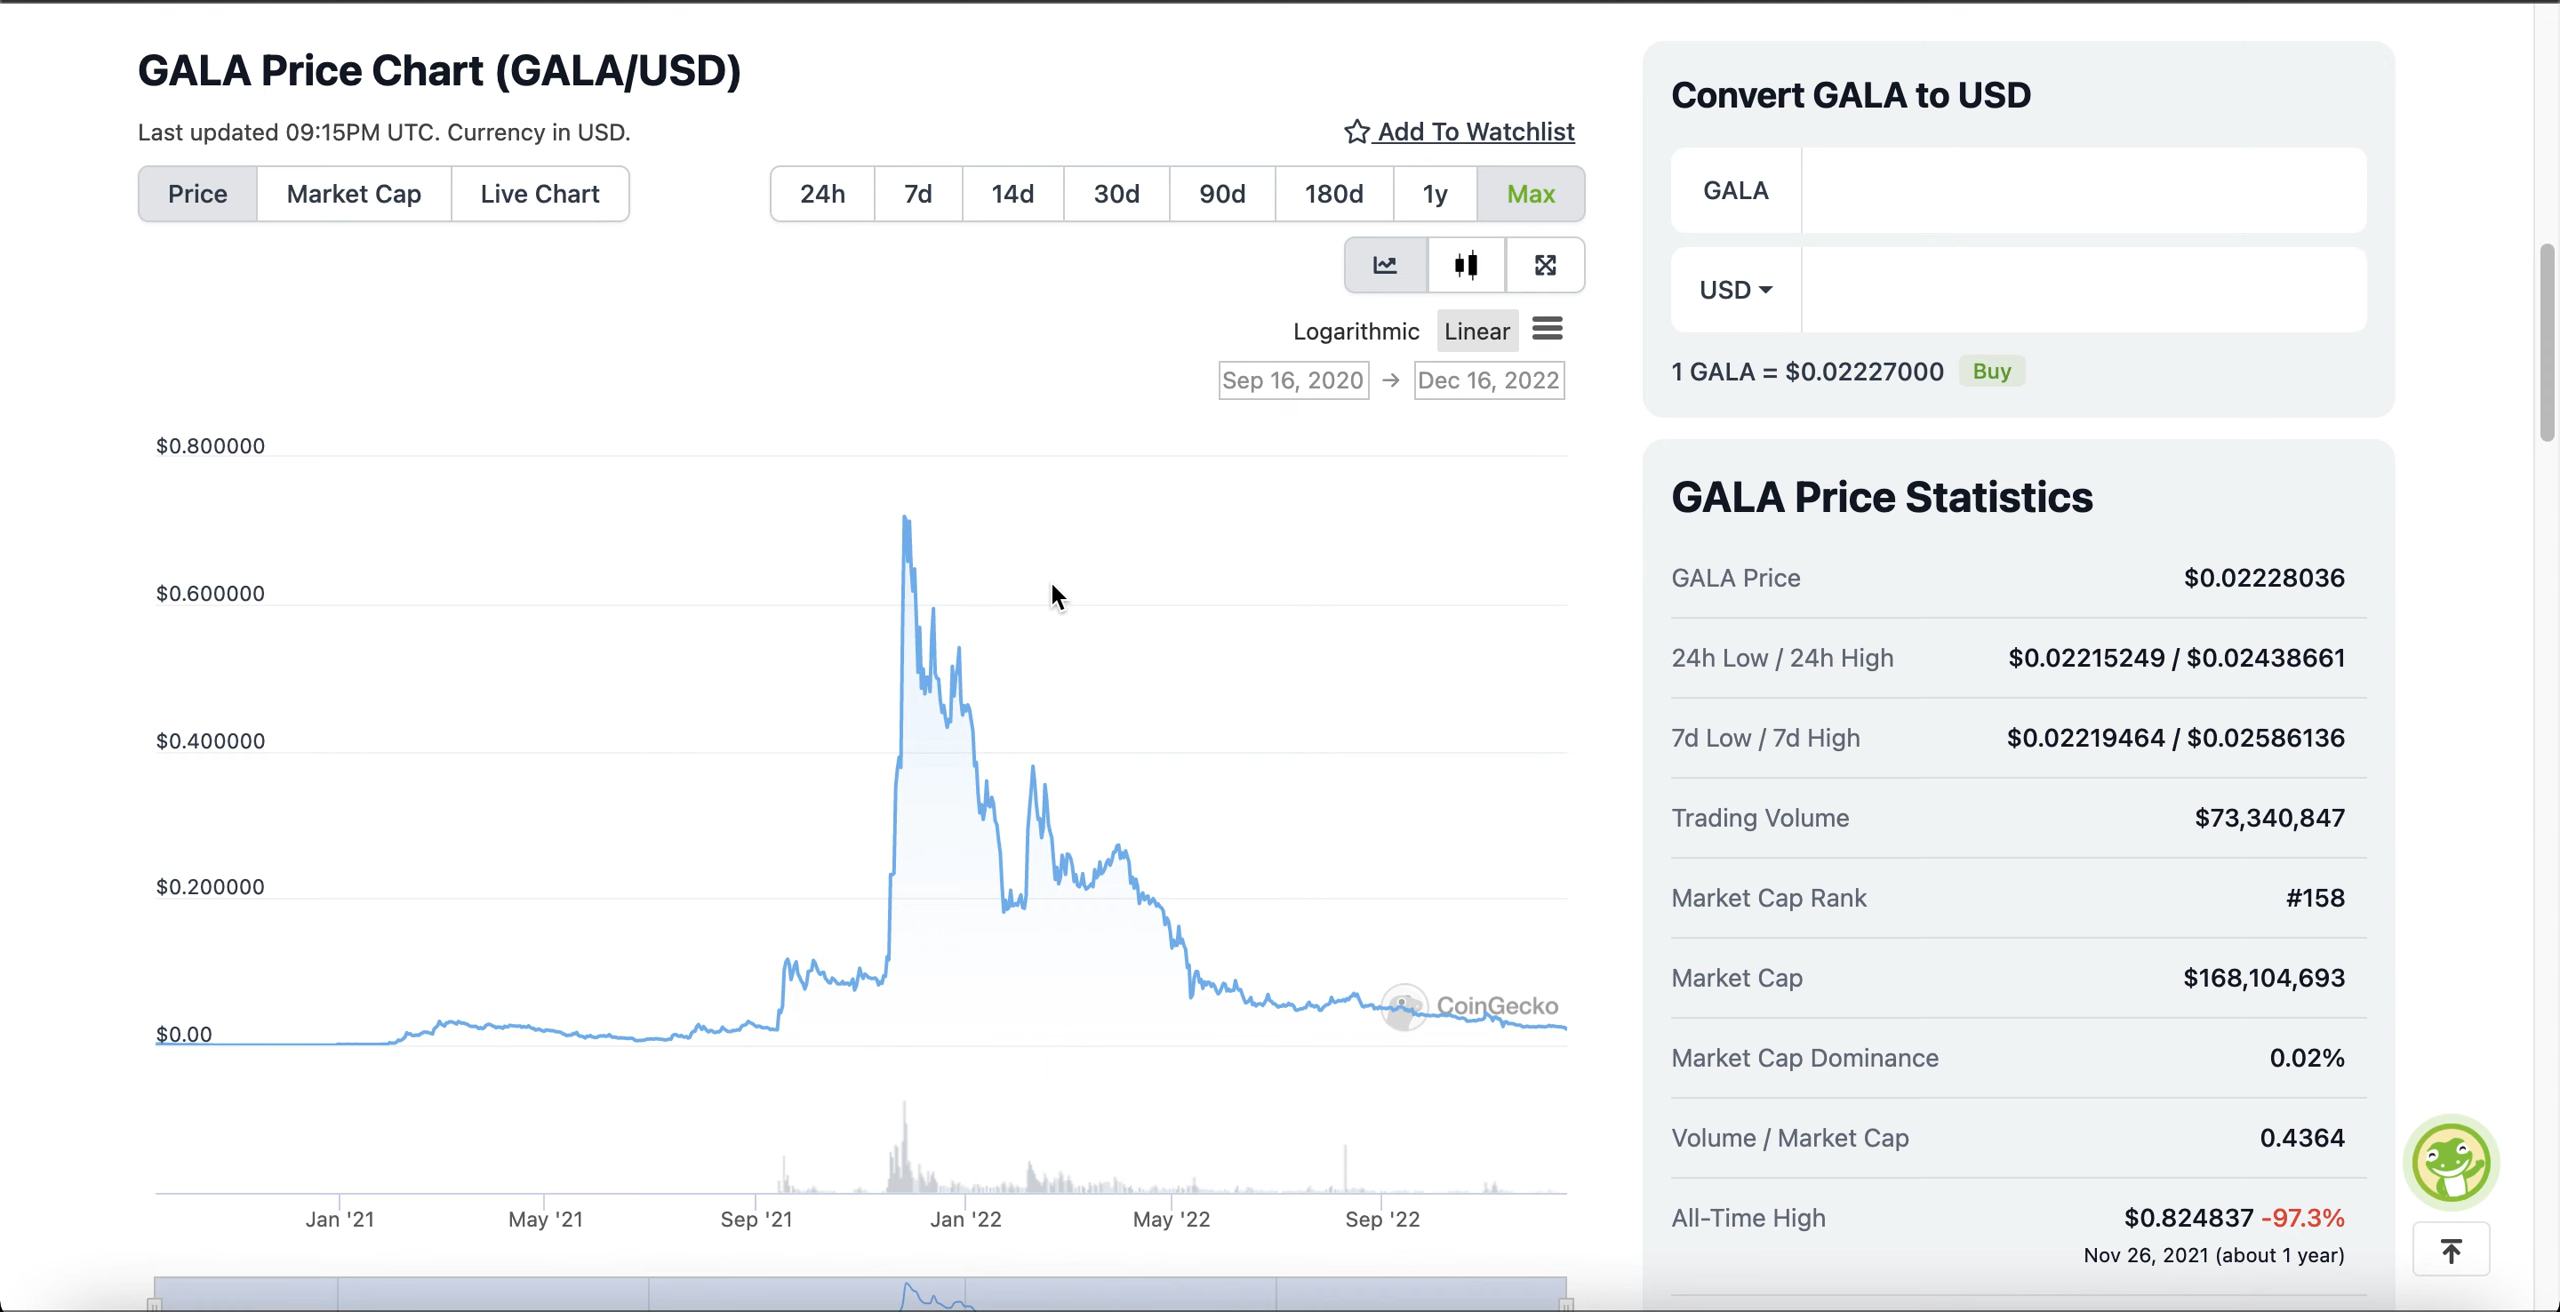 GALA Price Chart (GALA/USD)
Last updated 09:15PM UTC. Currency in USD.
Add To Watchlist
Price Market Cap Live Chart
24h 7d 14d 30d 90d 180d 1y Max
Logarithmic Linear
Sep 16, 2020 → Dec 16, 2022
$0.800000
$0.600000
$0.400000
$0.200000
$0.00
CoinGecko
Jan '21 May '21 Sep '21 Jan '22 May '22 Sep '22
Convert GALA to USD
GALA
USD
1 GALA = $0.02227000 Buy
GALA Price Statistics
GALA Price $0.02228036
24h Low / 24h High $0.02215249 / $0.02438661
7d Low / 7d High $0.02219464 / $0.02586136
Trading Volume $73,340,847
Market Cap Rank #158
Market Cap $168,104,693
Market Cap Dominance 0.02%
Volume / Market Cap 0.4364
All-Time High $0.824837 -97.3%
Nov 26, 2021 (about 1 year)